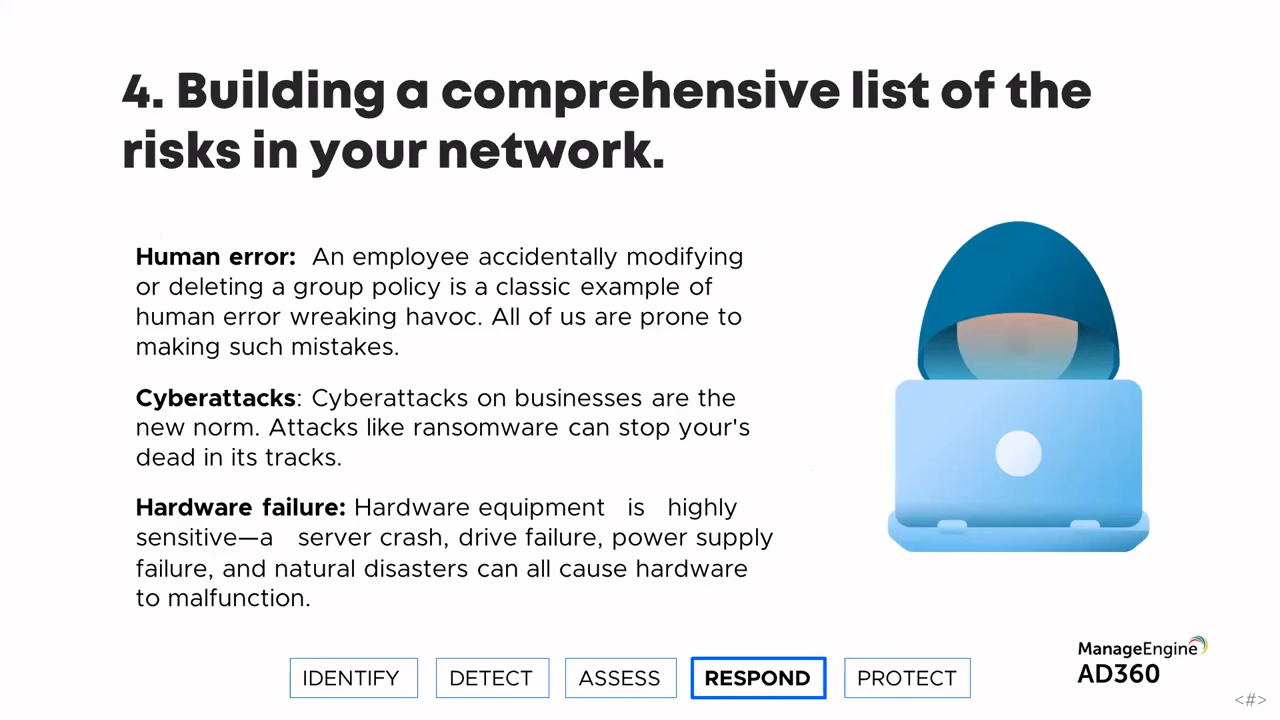 4. Building a comprehensive list of the
risks in your network.
Human error: An employee accidentally modifying
or deleting a group policy is a classic example of
human error wreaking havoc. All of us are prone to
making such mistakes.
Cyberattacks: Cyberattacks on businesses are the
new norm. Attacks like ransomware can stop your's
dead in its tracks.
Hardware failure: Hardware equipment is highly
sensitive—a server crash, drive failure, power supply
failure, and natural disasters can all cause hardware
to malfunction.
IDENTIFY
DETECT
ASSESS
RESPOND
PROTECT
ManageEngine
AD360
<#>